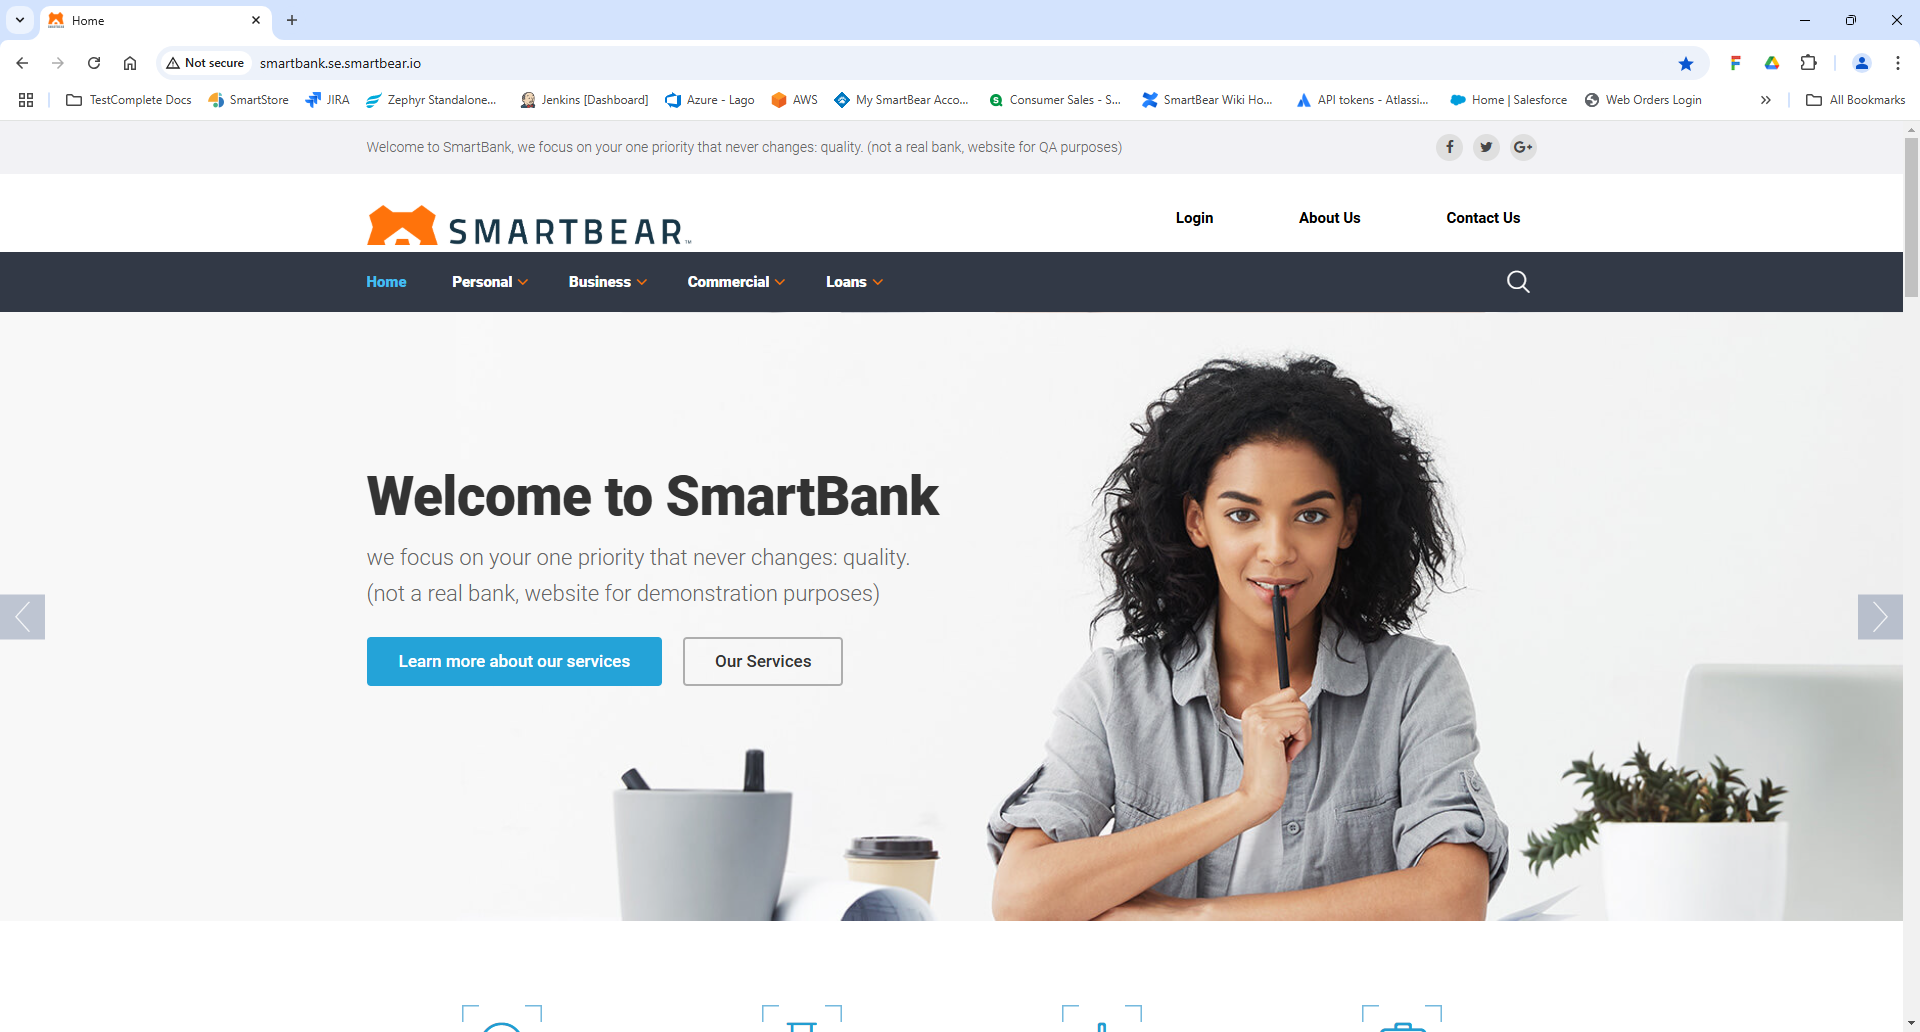 Home
Not secure
smartbank.se.smartbear.io
TestComplete Docs
SmartStore
JIRA
Zephyr Standalone...
Jenkins [Dashboard]
Azure - Lago
AWS
My SmartBear Acco...
Consumer Sales - S...
SmartBear Wiki Ho...
API tokens - Atlassi...
Home | Salesforce
Web Orders Login
All Bookmarks
Welcome to SmartBank, we focus on your one priority that never changes: quality. (not a real bank, website for QA purposes)
SMARTBEAR™
Login
About Us
Contact Us
Home
Personal
Business
Commercial
Loans
Welcome to SmartBank
we focus on your one priority that never changes: quality.
(not a real bank, website for demonstration purposes)
Learn more about our services
Our Services